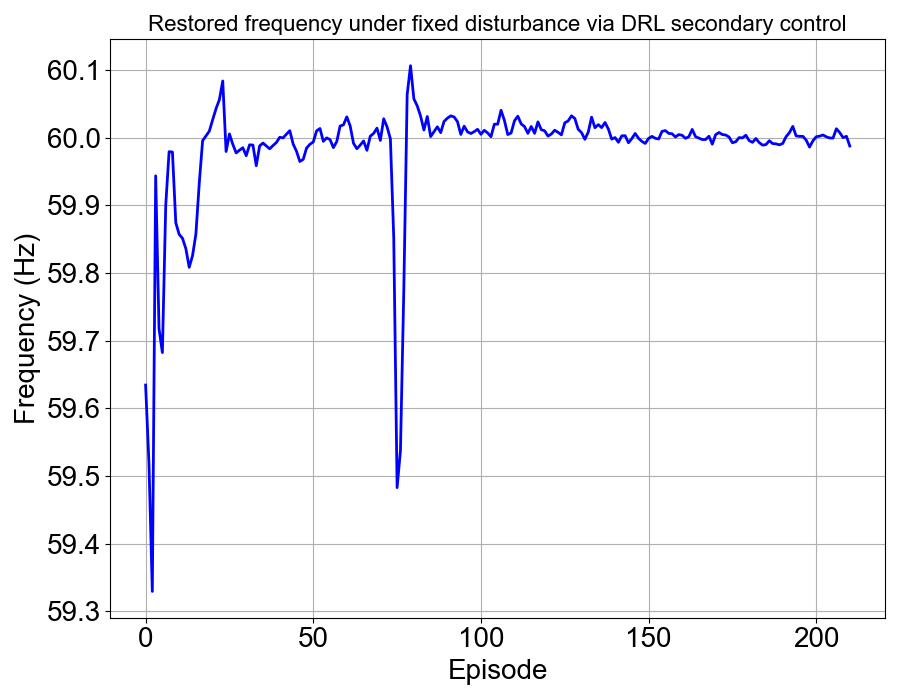 Restored frequency under fixed disturbance via DRL secondary control
60.1
60.0
59.9
59.8
59.7
59.6
59.5
59.4
59.3
Frequency (Hz)
0 50 100 150 200
Episode